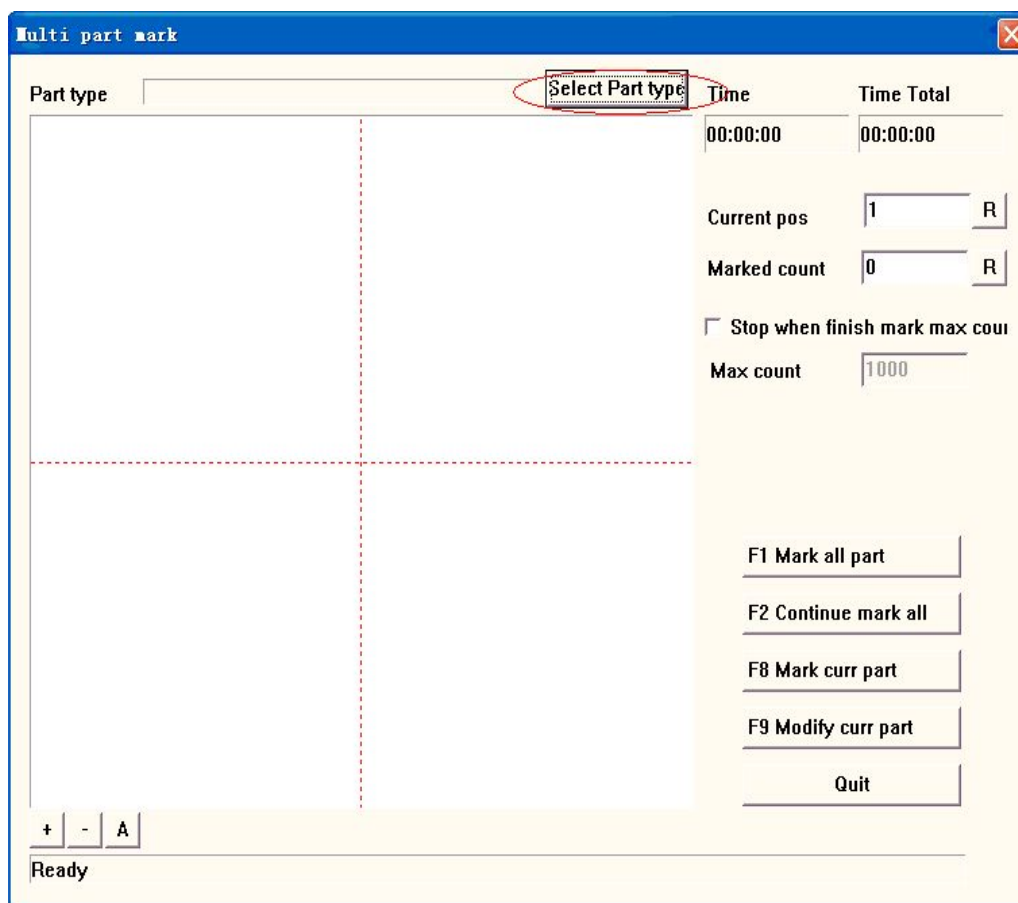 Multi part mark
Part type
Select Part type
Time
Time Total
00:00:00
00:00:00
Current pos
1
R
Marked count
0
R
Stop when finish mark max cou
Max count
1000
F1 Mark all part
F2 Continue mark all
F8 Mark curr part
F9 Modify curr part
Quit
+
-
A
Ready